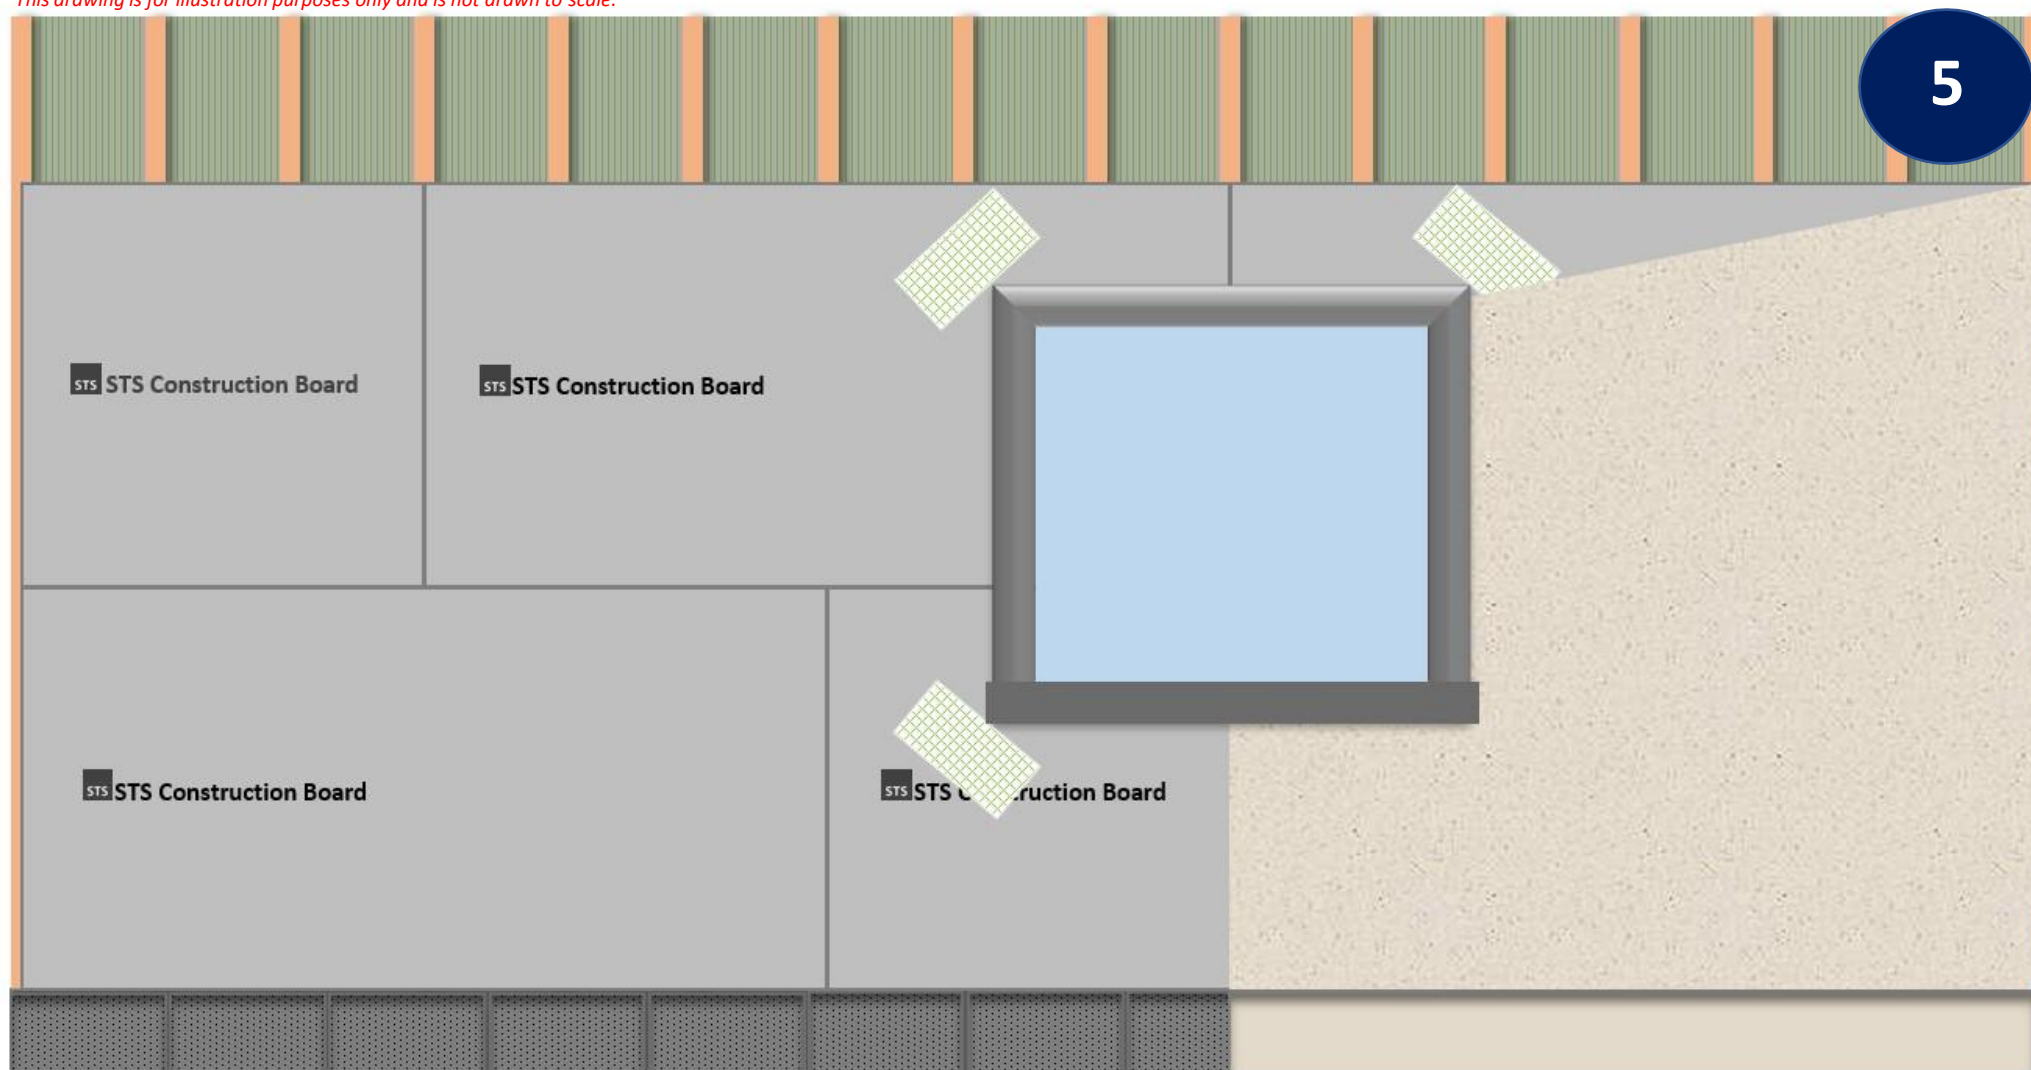 This drawing is for illustration purposes only and is not drawn to scale.
5
STS STS Construction Board
STS STS Construction Board
STS STS Construction Board
STS STS C ruction Board